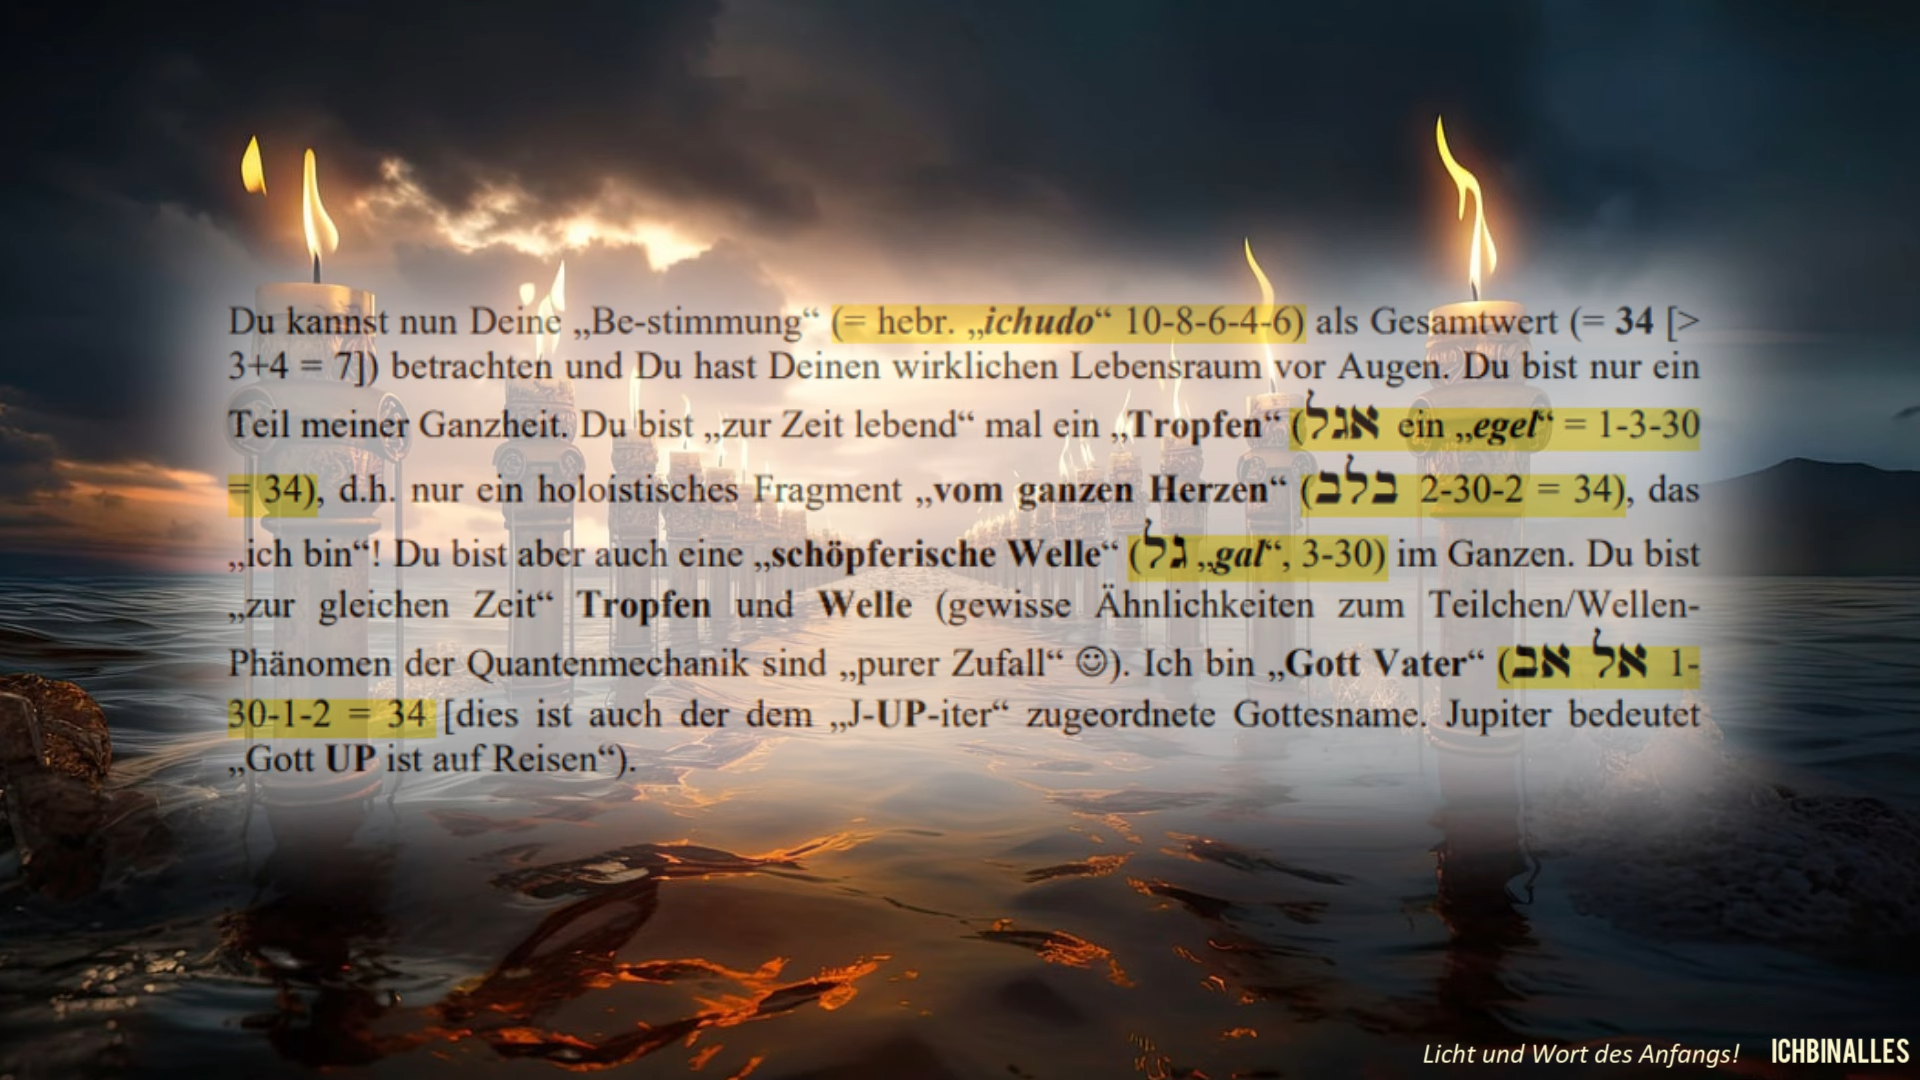 Du kannst nun Deine „Be-stimmung“ (= hebr. „ichudo“ 10-8-6-4-6) als Gesamtwert (= 34 [>
3+4 = 7]) betrachten und Du hast Deinen wirklichen Lebensraum vor Augen. Du bist nur ein
Teil meiner Ganzheit. Du bist „zur Zeit lebend“ mal ein „Tropfen“ (אגל ein „egel“ = 1-3-30
= 34), d.h. nur ein holoistisches Fragment „vom ganzen Herzen“ (בלב 2-30-2 = 34), das
„ich bin“! Du bist aber auch eine „schöpferische Welle“ (גל „gal“, 3-30) im Ganzen. Du bist
„zur gleichen Zeit“ Tropfen und Welle (gewisse Ähnlichkeiten zum Teilchen/Wellen-
Phänomen der Quantenmechanik sind „purer Zufall“ ☺). Ich bin „Gott Vater“ (אל אב 1-
30-1-2 = 34 [dies ist auch der dem „J-UP-iter“ zugeordnete Gottesname. Jupiter bedeutet
„Gott UP ist auf Reisen“).
Licht und Wort des Anfangs! ICHBINALLES